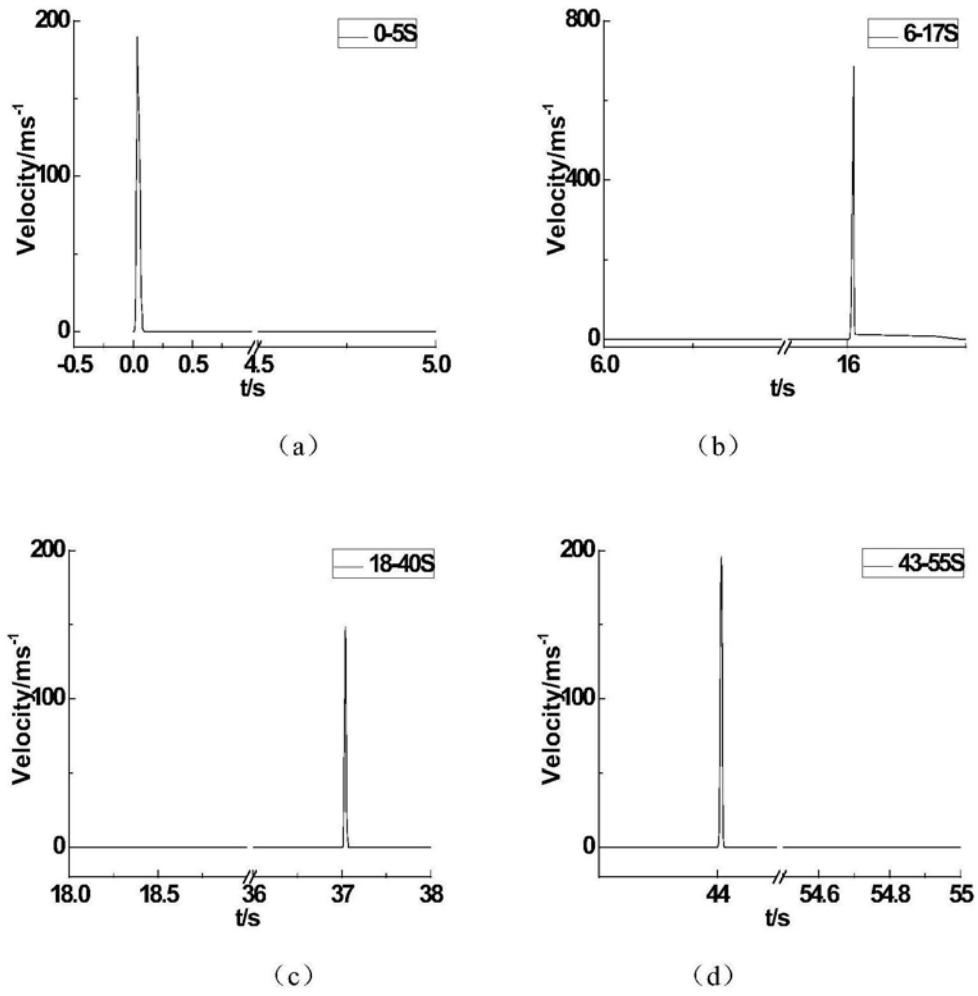 200
0-5S
Velocity/ms-1
100
0
-0.5 0.0 0.5 4.5 5.0
t/s
(a)
800
6-17S
Velocity/ms-1
400
0
6.0 16
t/s
(b)
200
18-40S
Velocity/ms-1
100
0
18.0 18.5 36 37 38
t/s
(c)
200
43-55S
Velocity/ms-1
100
0
44 54.6 54.8 55
t/s
(d)